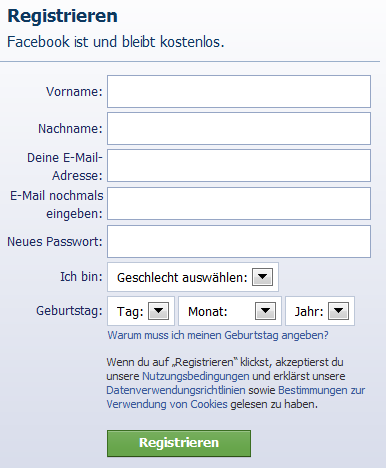 Registrieren
Facebook ist und bleibt kostenlos.
Vorname:
Nachname:
Deine E-Mail-
Adresse:
E-Mail nochmals
eingeben:
Neues Passwort:
Ich bin: Geschlecht auswählen:
Geburtstag: Tag: Monat: Jahr:
Warum muss ich meinen Geburtstag angeben?
Wenn du auf „Registrieren“ klickst, akzeptierst du
unsere Nutzungsbedingungen und erklärst unsere
Datenverwendungsrichtlinien sowie Bestimmungen zur
Verwendung von Cookies gelesen zu haben.
Registrieren